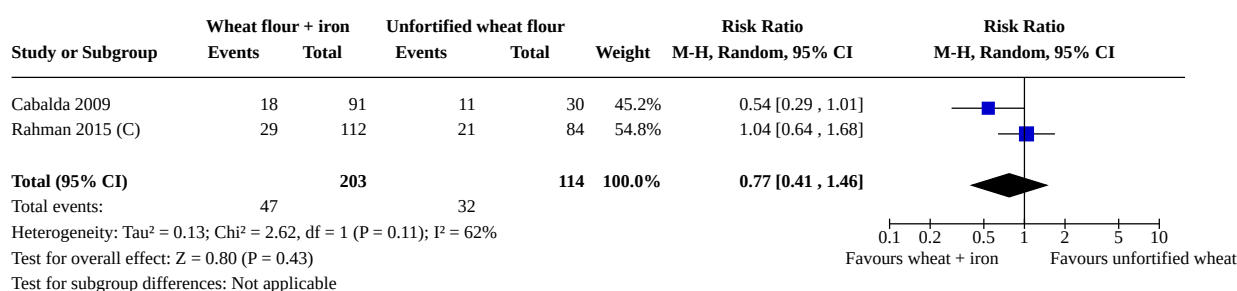 Wheat flour + iron Unfortified wheat flour Risk Ratio Risk Ratio
Study or Subgroup Events Total Events Total Weight M-H, Random, 95% CI M-H, Random, 95% CI
Cabalda 2009 18 91 11 30 45.2% 0.54 [0.29 , 1.01]
Rahman 2015 (C) 29 112 21 84 54.8% 1.04 [0.64 , 1.68]
Total (95% CI) 203 114 100.0% 0.77 [0.41 , 1.46]
Total events: 47 32
Heterogeneity: Tau² = 0.13; Chi² = 2.62, df = 1 (P = 0.11); I² = 62% 0.1 0.2 0.5 1 2 5 10
Test for overall effect: Z = 0.80 (P = 0.43) Favours wheat + iron Favours unfortified wheat
Test for subgroup differences: Not applicable